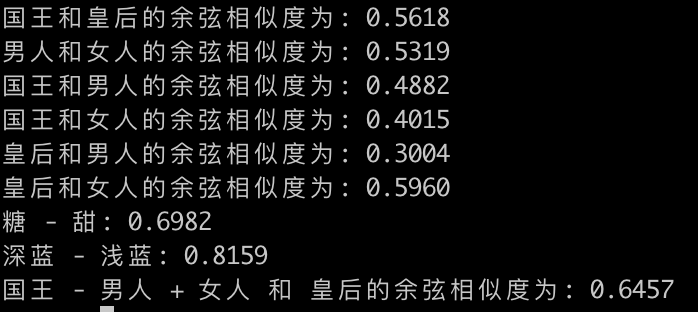 国王和皇后的余弦相似度为: 0.5618
男人和女人的余弦相似度为: 0.5319
国王和男人的余弦相似度为: 0.4882
国王和女人的余弦相似度为: 0.4015
皇后和男人的余弦相似度为: 0.3004
皇后和女人的余弦相似度为: 0.5960
糖 - 甜: 0.6982
深蓝 - 浅蓝: 0.8159
国王 - 男人 + 女人 和 皇后的余弦相似度为: 0.6457